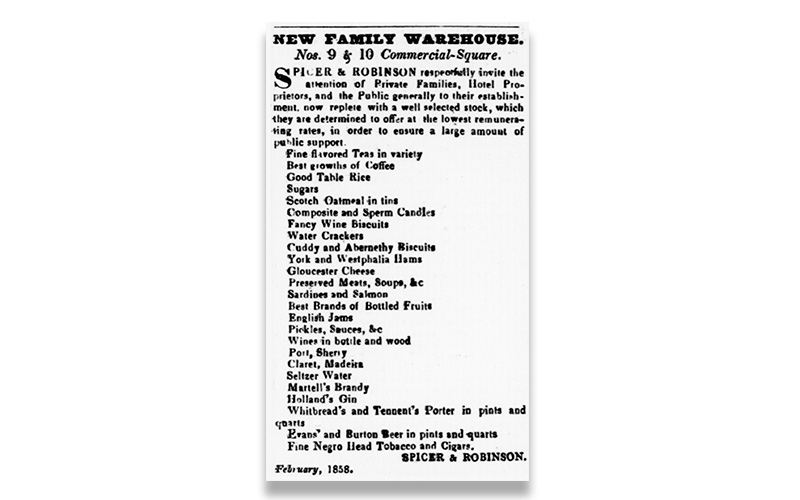 NEW FAMILY WAREHOUSE.
Nos. 9 & 10 Commercial-Square.
SPICER & ROBINSON respectfully invite the
attention of Private Families, Hotel Pro-
prietors, and the Public generally to their establish-
ment, now replete with a well selected stock, which
they are determined to offer at the lowest remunera-
ting rates, in order to ensure a large amount of
public support.
Fine flavored Teas in variety
Best growths of Coffee
Good Table Rice
Sugars
Scotch Oatmeal in tins
Composite and Sperm Candles
Fancy Wine Biscuits
Water Crackers
Cuddy and Abernethy Biscuits
York and Westphalia Hams
Gloucester Cheese
Preserved Meats, Soups, &c
Sardines and Salmon
Best Brands of Bottled Fruits
English Jams
Pickles, Sauces, &c
Wines in bottle and wood
Port, Sherry
Claret, Madeira
Seltzer Water
Martell's Brandy
Holland's Gin
Whitbread's and Tennent's Porter in pints and
quarts
Evans' and Burton Beer in pints and quarts
Fine Negro Head Tobacco and Cigars.
SPICER & ROBINSON.
February, 1858.